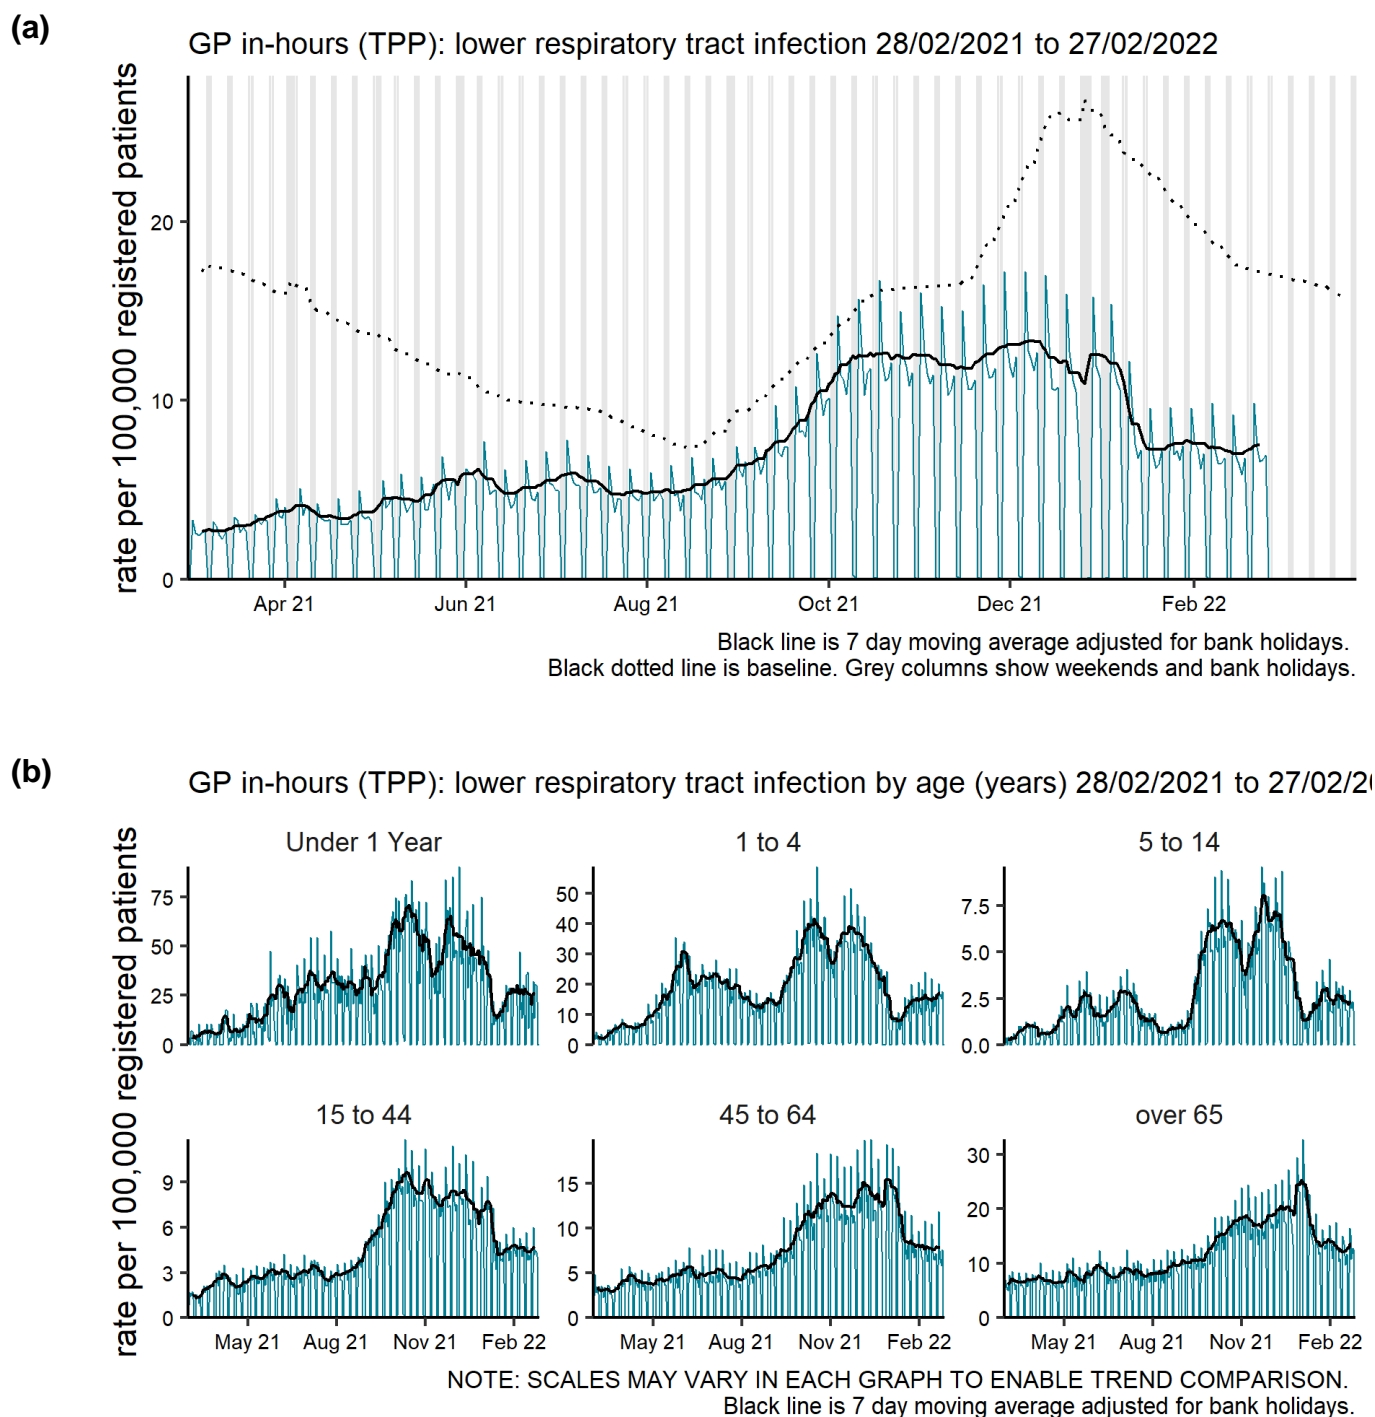 (a)
GP in-hours (TPP): lower respiratory tract infection 28/02/2021 to 27/02/2022
rate per 100,000 registered patients
20
10
0
Apr 21 Jun 21 Aug 21 Oct 21 Dec 21 Feb 22
Black line is 7 day moving average adjusted for bank holidays.
Black dotted line is baseline. Grey columns show weekends and bank holidays.
(b)
GP in-hours (TPP): lower respiratory tract infection by age (years) 28/02/2021 to 27/02/20
rate per 100,000 registered patients
Under 1 Year
75
50
25
0
1 to 4
50
40
30
20
10
0
5 to 14
7.5
5.0
2.5
0.0
15 to 44
9
6
3
0
May 21 Aug 21 Nov 21 Feb 22
45 to 64
15
10
5
0
May 21 Aug 21 Nov 21 Feb 22
over 65
30
20
10
0
May 21 Aug 21 Nov 21 Feb 22
NOTE: SCALES MAY VARY IN EACH GRAPH TO ENABLE TREND COMPARISON.
Black line is 7 day moving average adjusted for bank holidays.